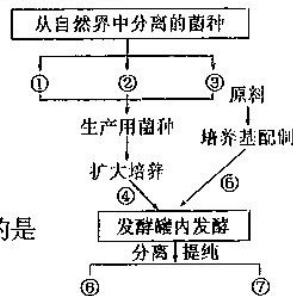 从自然界中分离的菌种
① ② ③
原料
生产用菌种
培养基配制
扩大培养
④ ⑤
的是
发酵罐内发酵
分离 提纯
⑥ ⑦